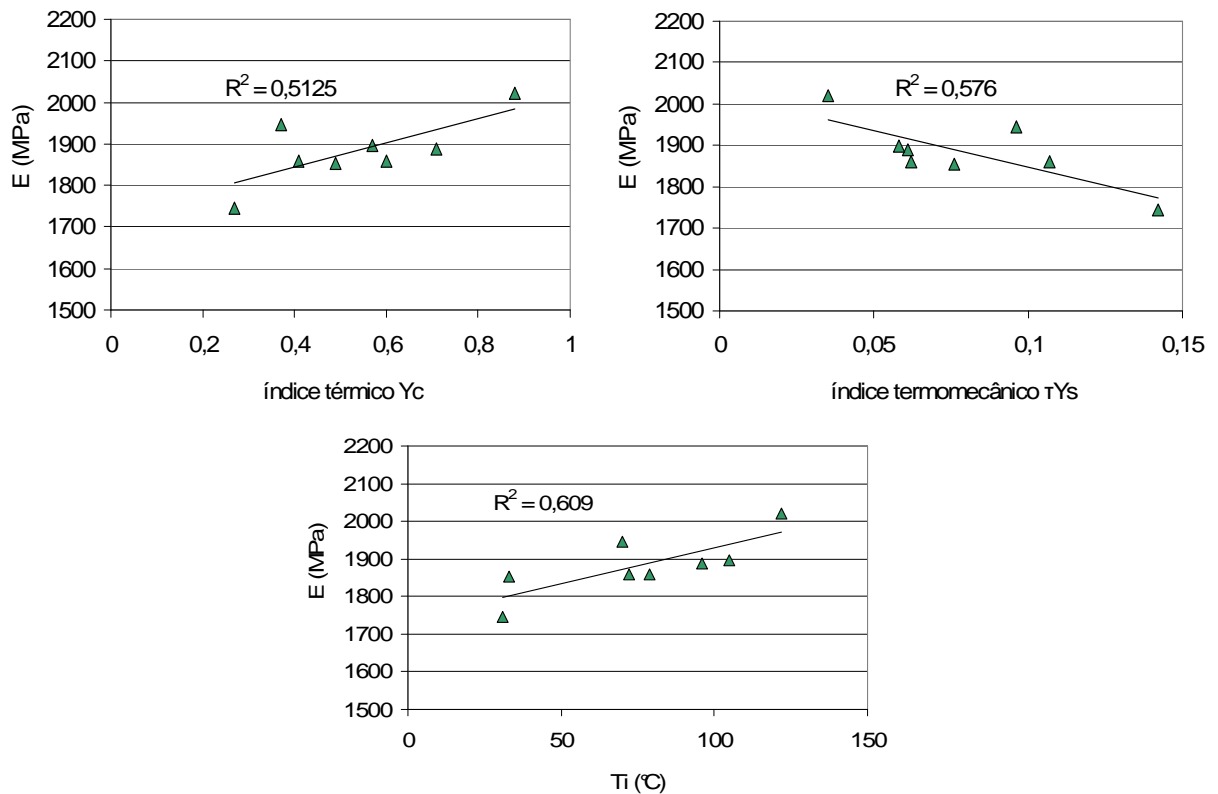 2200
2100
2000
1900
1800
1700
1600
1500
E (MPa)
R² = 0,5125
0 0,2 0,4 0,6 0,8 1
índice térmico Yc
2200
2100
2000
1900
1800
1700
1600
1500
E (MPa)
R² = 0,576
0 0,05 0,1 0,15
índice termomecânico τYs
2200
2100
2000
1900
1800
1700
1600
1500
E (MPa)
R² = 0,609
0 50 100 150
Ti (°C)